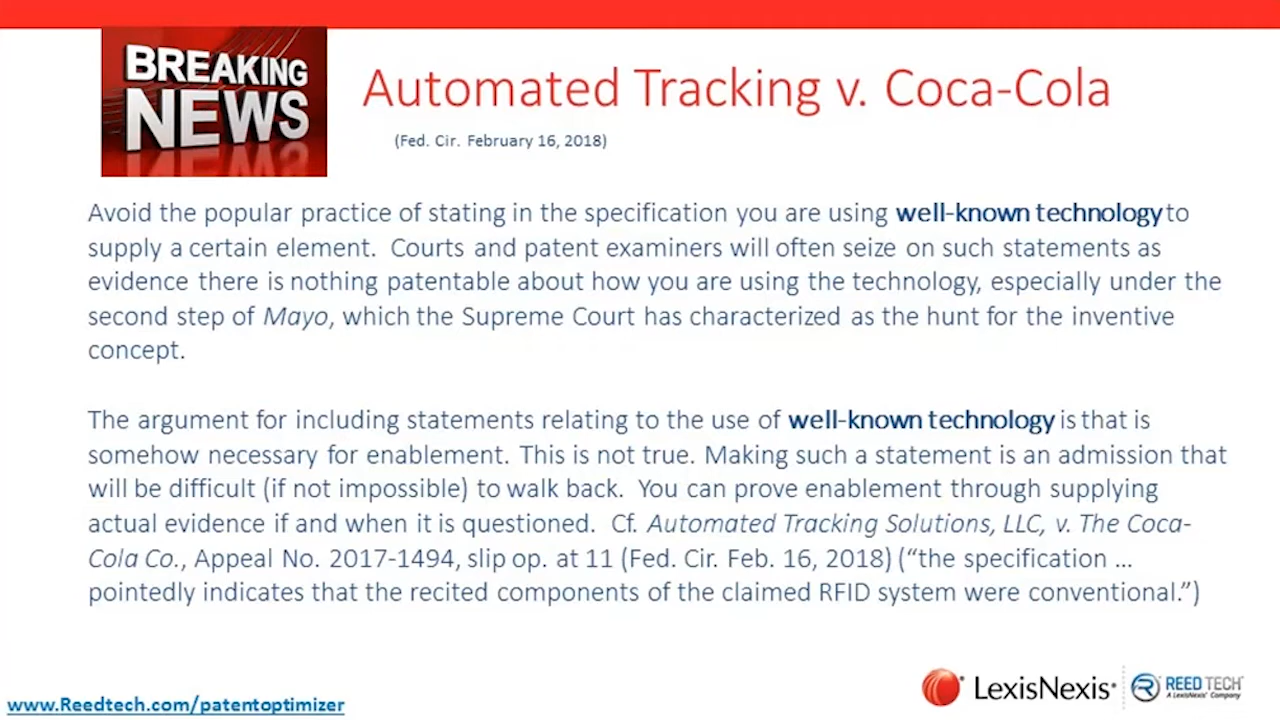 BREAKING
NEWS
Automated Tracking v. Coca-Cola
(Fed. Cir. February 16, 2018)
Avoid the popular practice of stating in the specification you are using well-known technology to
supply a certain element. Courts and patent examiners will often seize on such statements as
evidence there is nothing patentable about how you are using the technology, especially under the
second step of Mayo, which the Supreme Court has characterized as the hunt for the inventive
concept.
The argument for including statements relating to the use of well-known technology is that is
somehow necessary for enablement. This is not true. Making such a statement is an admission that
will be difficult (if not impossible) to walk back. You can prove enablement through supplying
actual evidence if and when it is questioned. Cf. Automated Tracking Solutions, LLC, v. The Coca-
Cola Co., Appeal No. 2017-1494, slip op. at 11 (Fed. Cir. Feb. 16, 2018) (“the specification …
pointedly indicates that the recited components of the claimed RFID system were conventional.”)
www.Reedtech.com/patentoptimizer
LexisNexis®
REED TECH
A LexisNexis® Company